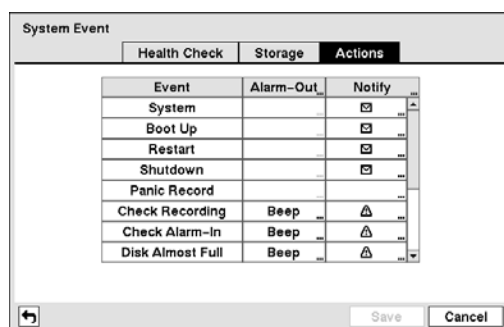 System Event
Health Check Storage Actions
Event Alarm-Out... Notify ...
System ... ...
Boot Up ... ...
Restart ... ...
Shutdown ... ...
Panic Record ... ...
Check Recording Beep ... ...
Check Alarm-In Beep ... ...
Disk Almost Full Beep ... ...
Save Cancel